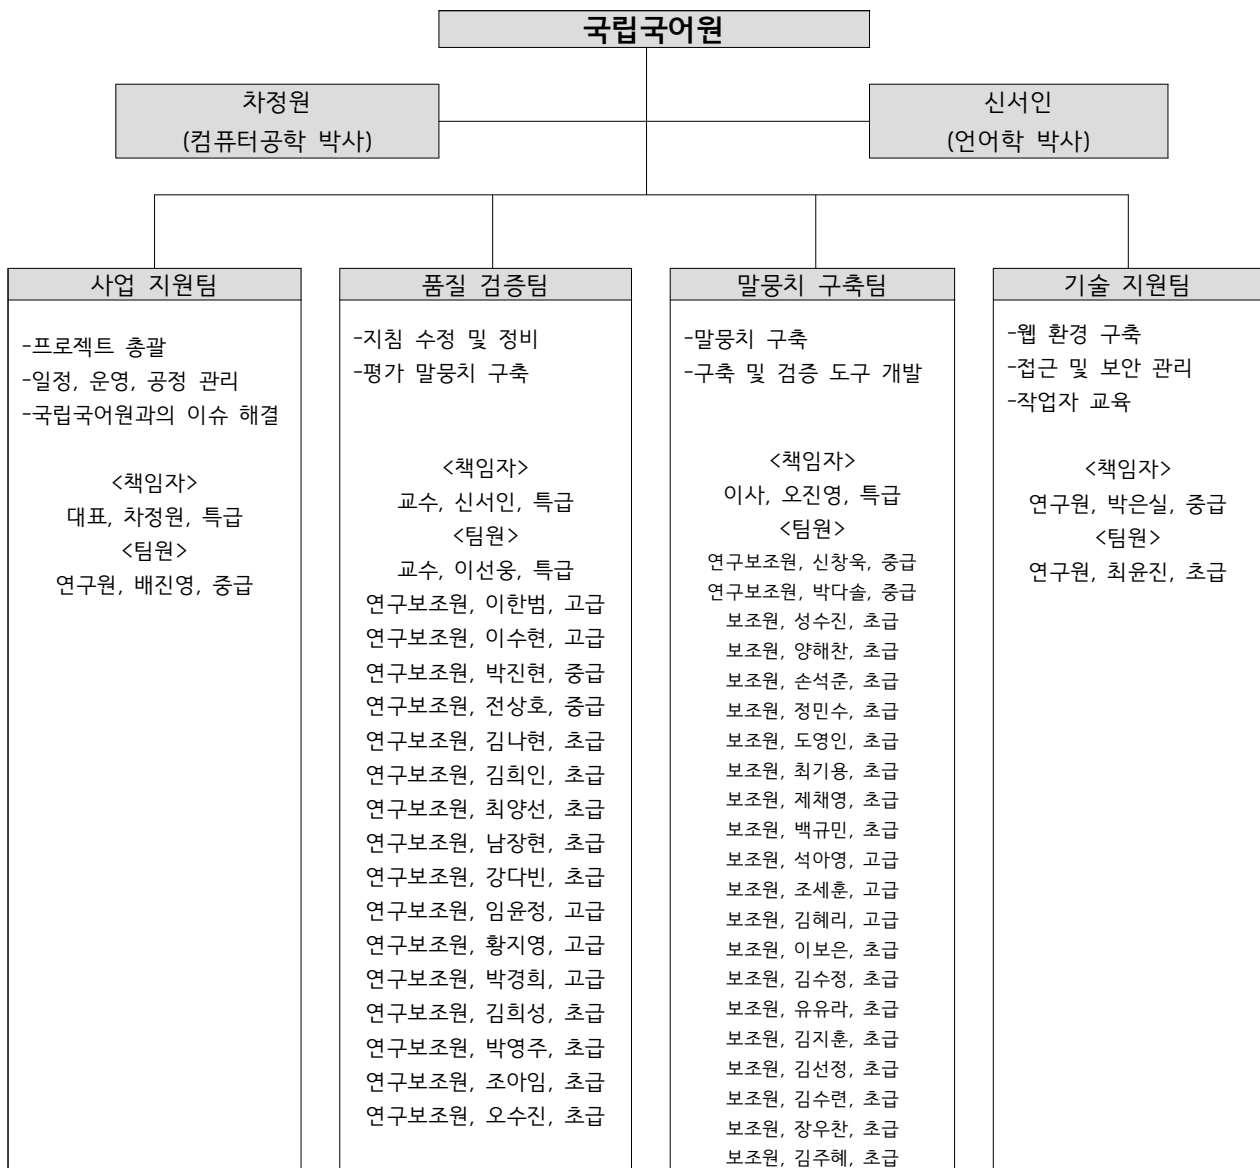 국립국어원
차정원
(컴퓨터공학 박사)
신서인
(언어학 박사)
사업 지원팀
-프로젝트 총괄
-일정, 운영, 공정 관리
-국립국어원과의 이슈 해결
<책임자>
대표, 차정원, 특급
<팀원>
연구원, 배진영, 중급
품질 검증팀
-지침 수정 및 정비
-평가 말뭉치 구축
<책임자>
교수, 신서인, 특급
<팀원>
교수, 이선웅, 특급
연구보조원, 이한범, 고급
연구보조원, 이수현, 고급
연구보조원, 박진현, 중급
연구보조원, 전상호, 중급
연구보조원, 김나현, 초급
연구보조원, 김희인, 초급
연구보조원, 최양선, 초급
연구보조원, 남장현, 초급
연구보조원, 강다빈, 초급
연구보조원, 임윤정, 고급
연구보조원, 황지영, 고급
연구보조원, 박경희, 고급
연구보조원, 김희성, 초급
연구보조원, 박영주, 초급
연구보조원, 조아임, 초급
연구보조원, 오수진, 초급
말뭉치 구축팀
-말뭉치 구축
-구축 및 검증 도구 개발
<책임자>
이사, 오진영, 특급
<팀원>
연구보조원, 신창욱, 중급
연구보조원, 박다솔, 중급
보조원, 성수진, 초급
보조원, 양해찬, 초급
보조원, 손석준, 초급
보조원, 정민수, 초급
보조원, 도영인, 초급
보조원, 최기용, 초급
보조원, 제채영, 초급
보조원, 백규민, 초급
보조원, 석아영, 고급
보조원, 조세훈, 고급
보조원, 김혜리, 고급
보조원, 이보은, 초급
보조원, 김수정, 초급
보조원, 유유라, 초급
보조원, 김지훈, 초급
보조원, 김선정, 초급
보조원, 김수련, 초급
보조원, 장우찬, 초급
보조원, 김주혜, 초급
기술 지원팀
-웹 환경 구축
-접근 및 보안 관리
-작업자 교육
<책임자>
연구원, 박은실, 중급
<팀원>
연구원, 최윤진, 초급